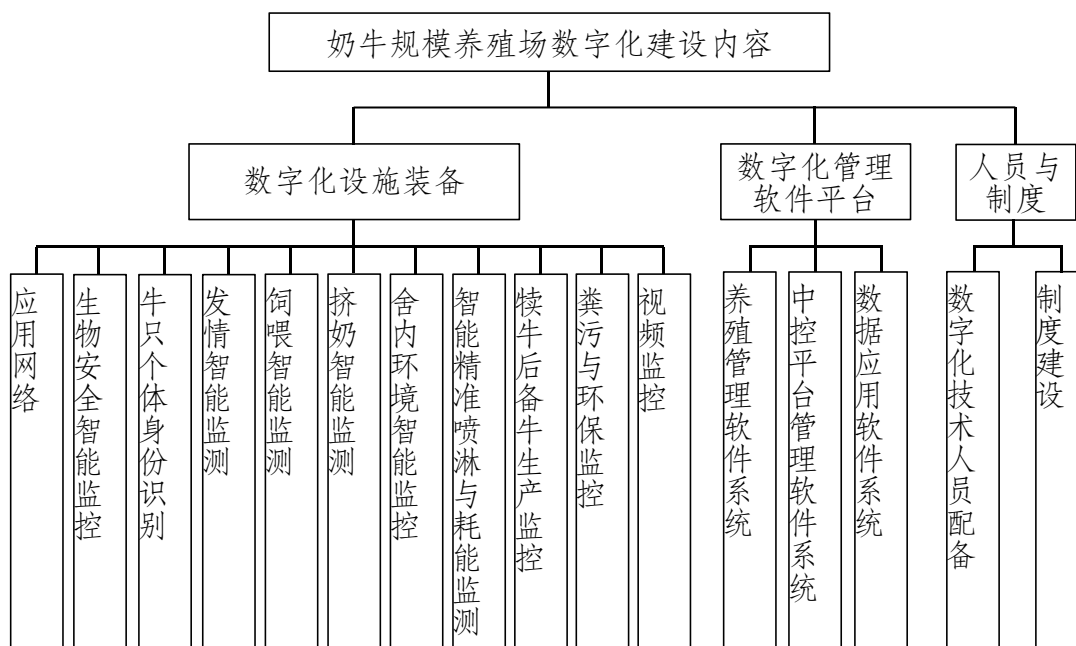 奶牛规模养殖场数字化建设内容
数字化设施装备
数字化管理
软件平台
人员与
制度
应用网络
生物安全智能监控
牛只个体身份识别
发情智能监测
饲喂智能监测
挤奶智能监测
舍内环境智能监控
智能精准喷淋与耗能监测
犊牛后备牛生产监控
粪污与环保监控
视频监控
养殖管理软件系统
中控平台管理软件系统
数据应用软件系统
数字化技术人员配备
制度建设